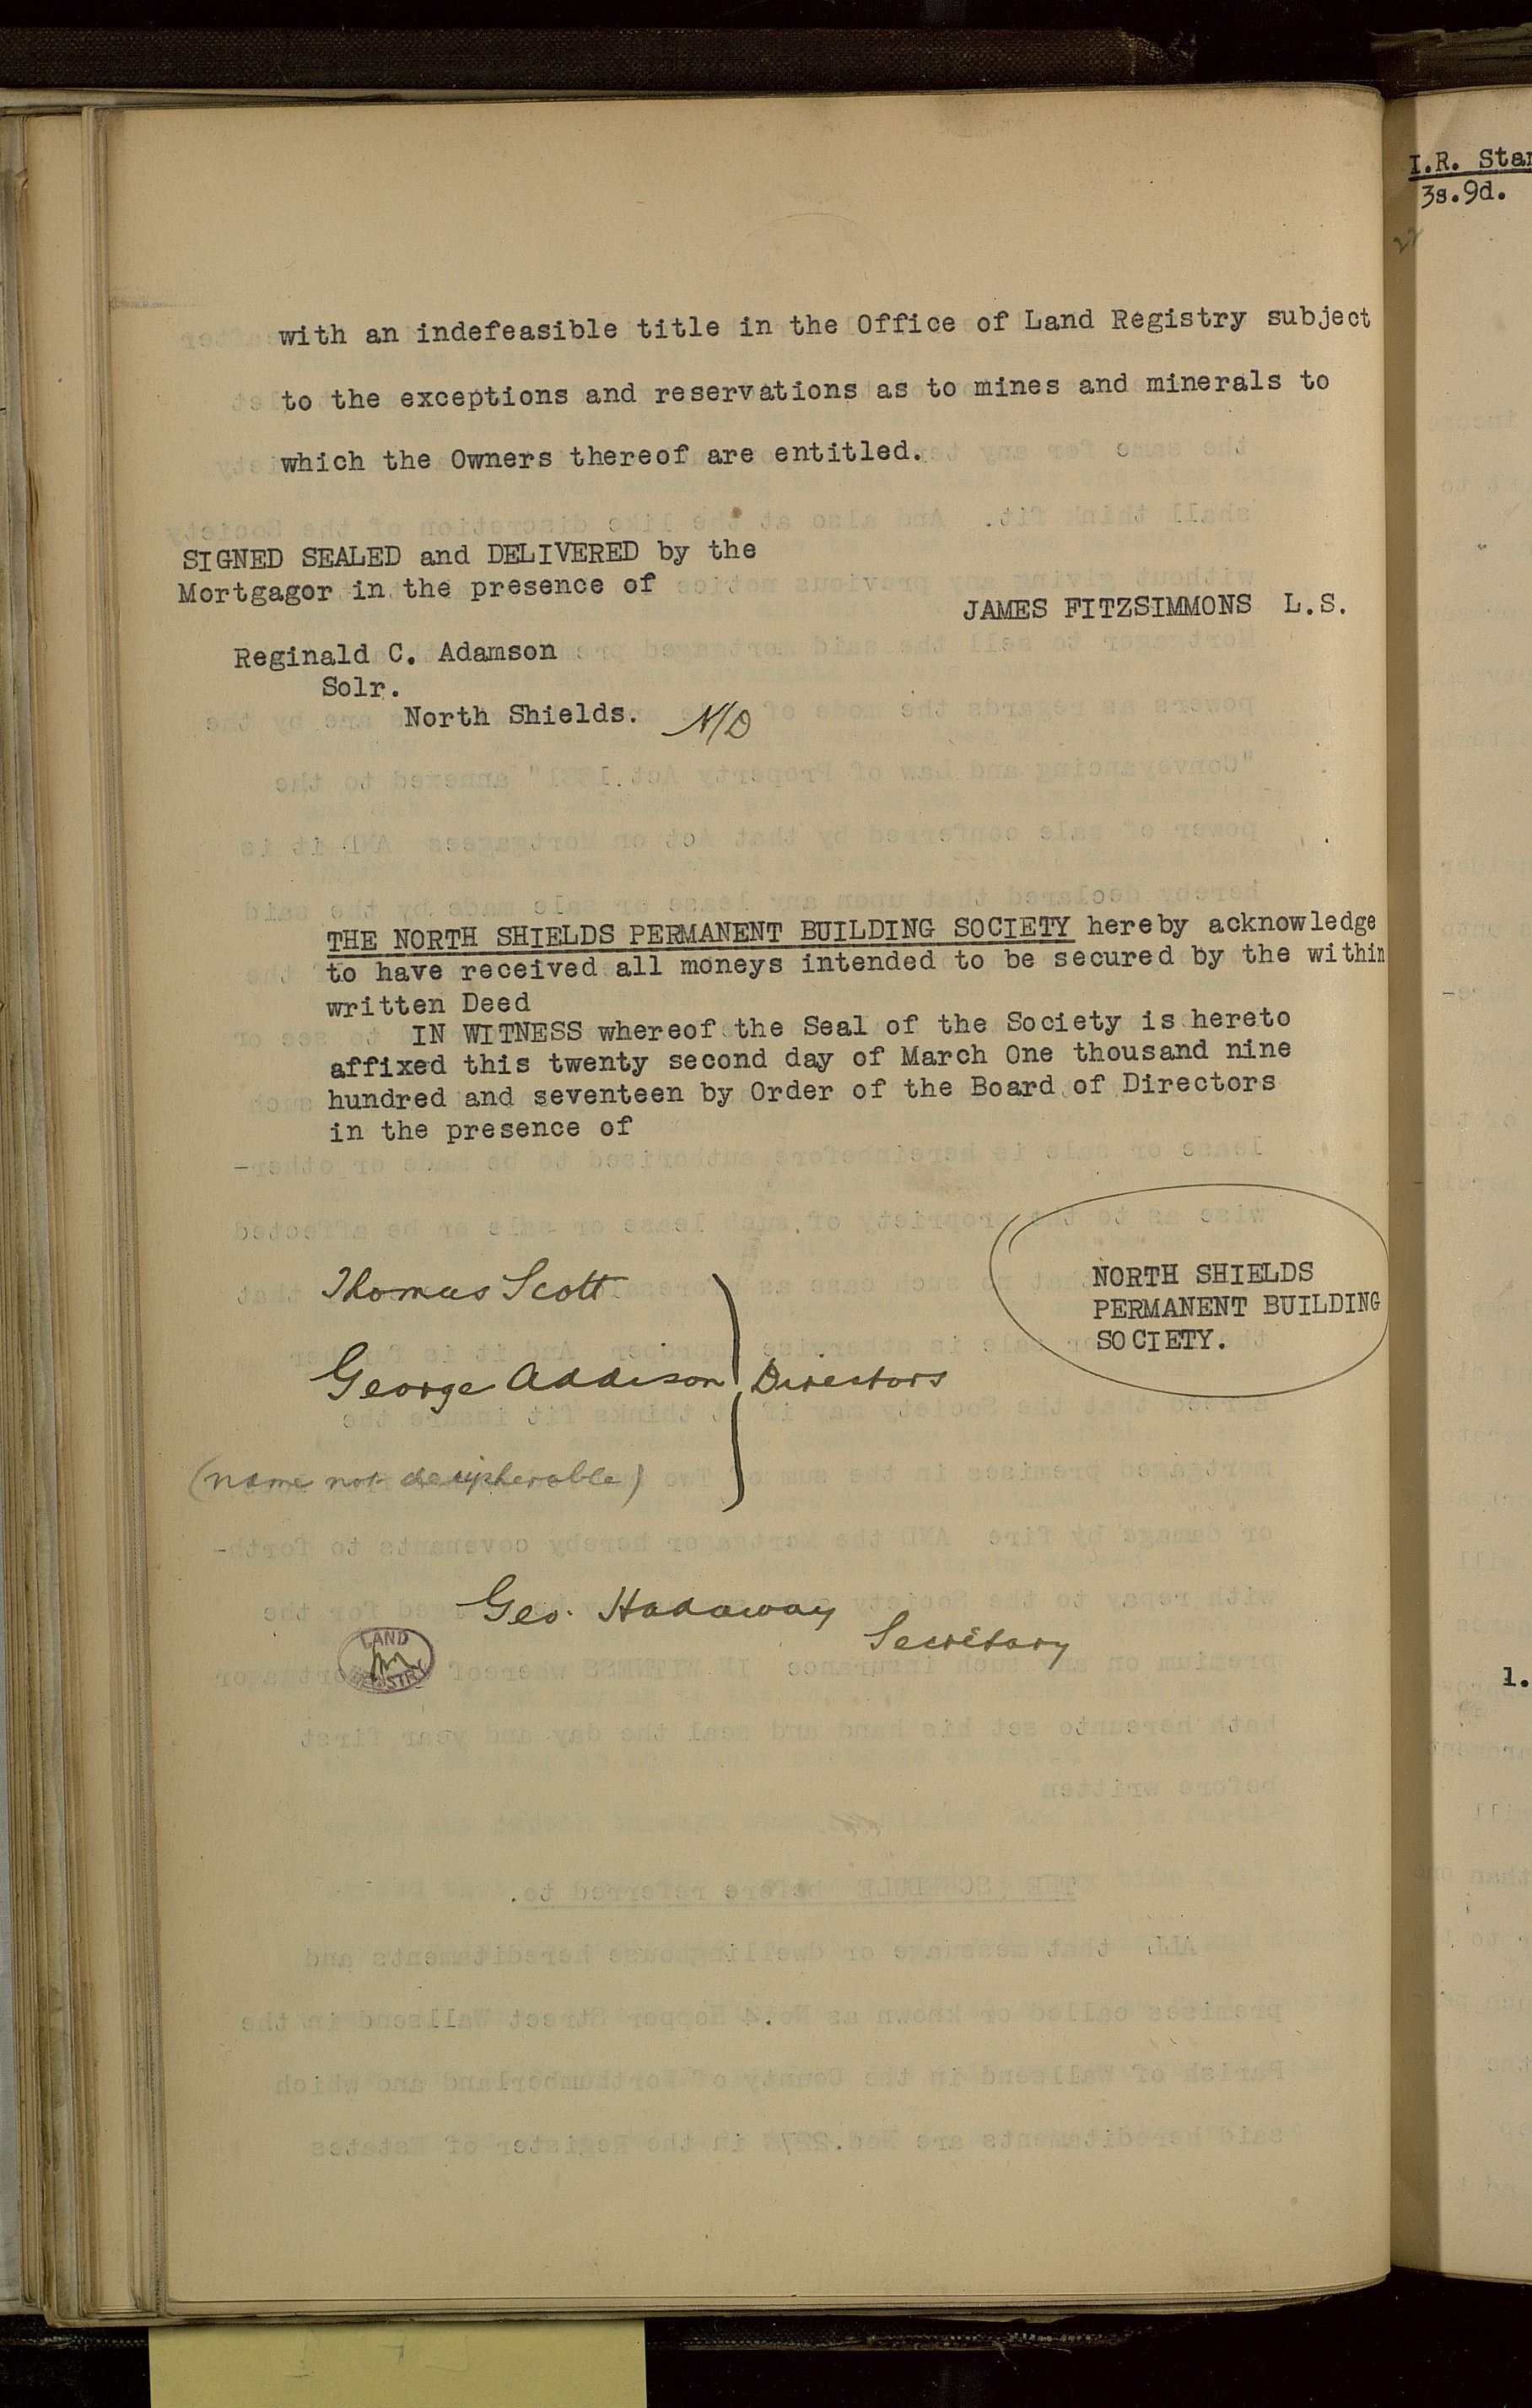 with an indefeasible title in the Office of Land Registry subject
to the exceptions and reservations as to mines and minerals to
which the Owners thereof are entitled.
SIGNED SEALED and DELIVERED by the
Mortgagor in the presence of
JAMES FITZSIMMONS L.S.
Reginald C. Adamson
Solr.
North Shields. N/D
THE NORTH SHIELDS PERMANENT BUILDING SOCIETY hereby acknowledge
to have received all moneys intended to be secured by the within
written Deed
IN WITNESS whereof the Seal of the Society is hereto
affixed this twenty second day of March One thousand nine
hundred and seventeen by Order of the Board of Directors
in the presence of
NORTH SHIELDS
PERMANENT BUILDING
SOCIETY.
Thomas Scott
George Addison Directors
(name not decipherable)
Geo. Hadaway
Secretary
LAND
REGISTRY
I.R. Star
3s.9d.
22
1.